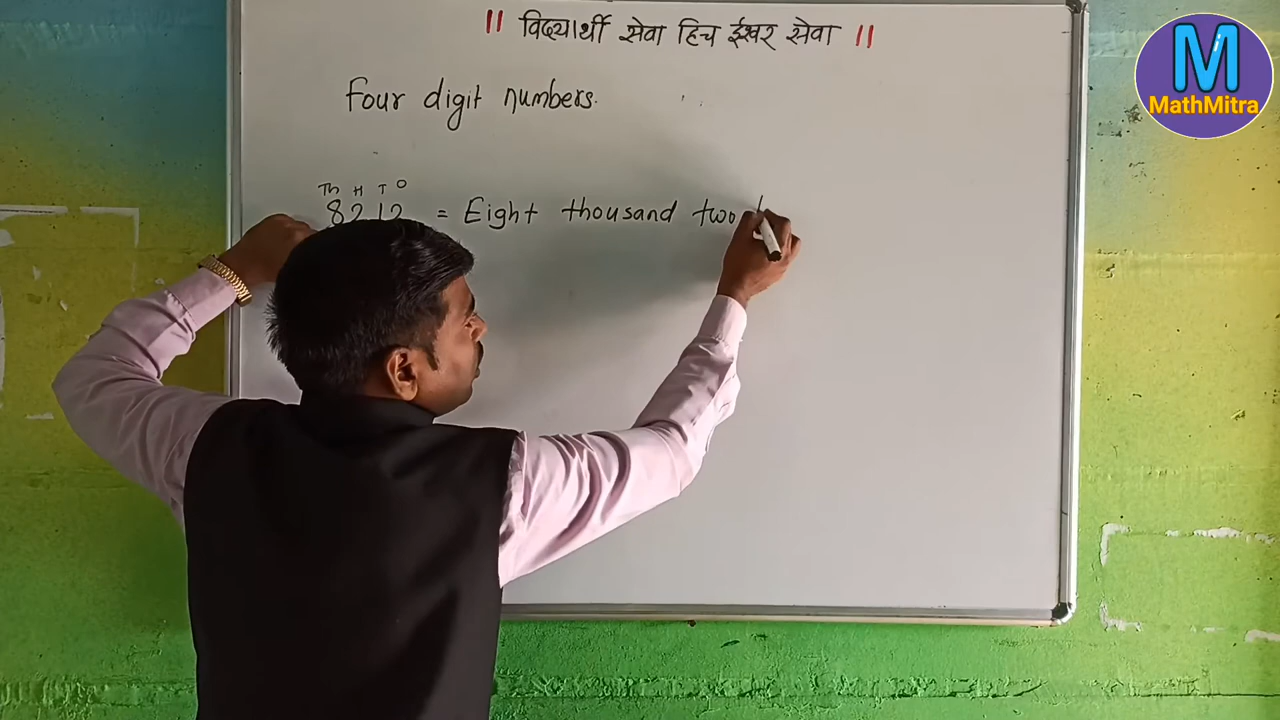 ॥ विद्यार्थी सेवा हिच ईश्वर सेवा ॥
M
MathMitra
Four digit numbers.
Th H T O
8212 = Eight thousand two